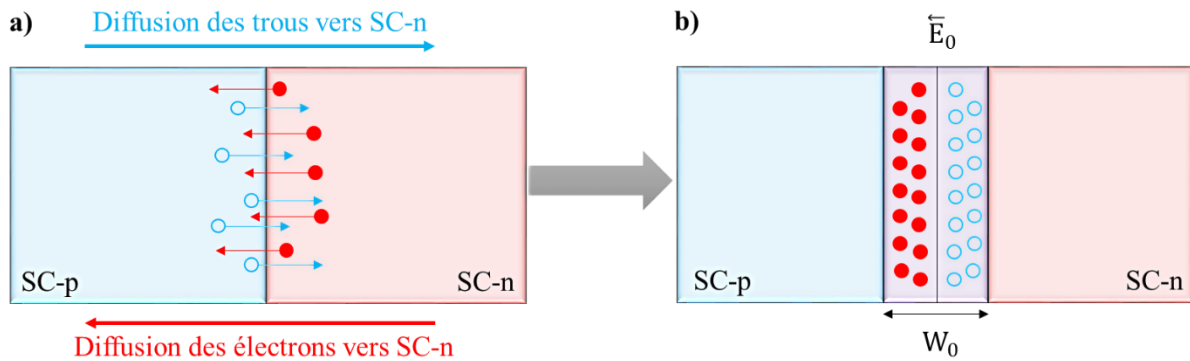 a)
Diffusion des trous vers SC-n
SC-p
SC-n
Diffusion des électrons vers SC-n
b)
E₀
SC-p
SC-n
W₀